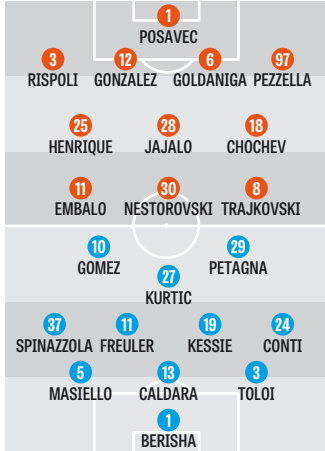 1
POSAVEC
3 12 6 97
RISPOLI GONZALEZ GOLDANIGA PEZZELLA
25 28 18
HENRIQUE JAJALO CHOCHEV
11 30 8
EMBALO NESTOROVSKI TRAJKOVSKI
10 29
GOMEZ PETAGNA
27
KURTIC
37 11 19 24
SPINAZZOLA FREULER KESSIE CONTI
5 13 3
MASIELLO CALDARA TOLOI
1
BERISHA